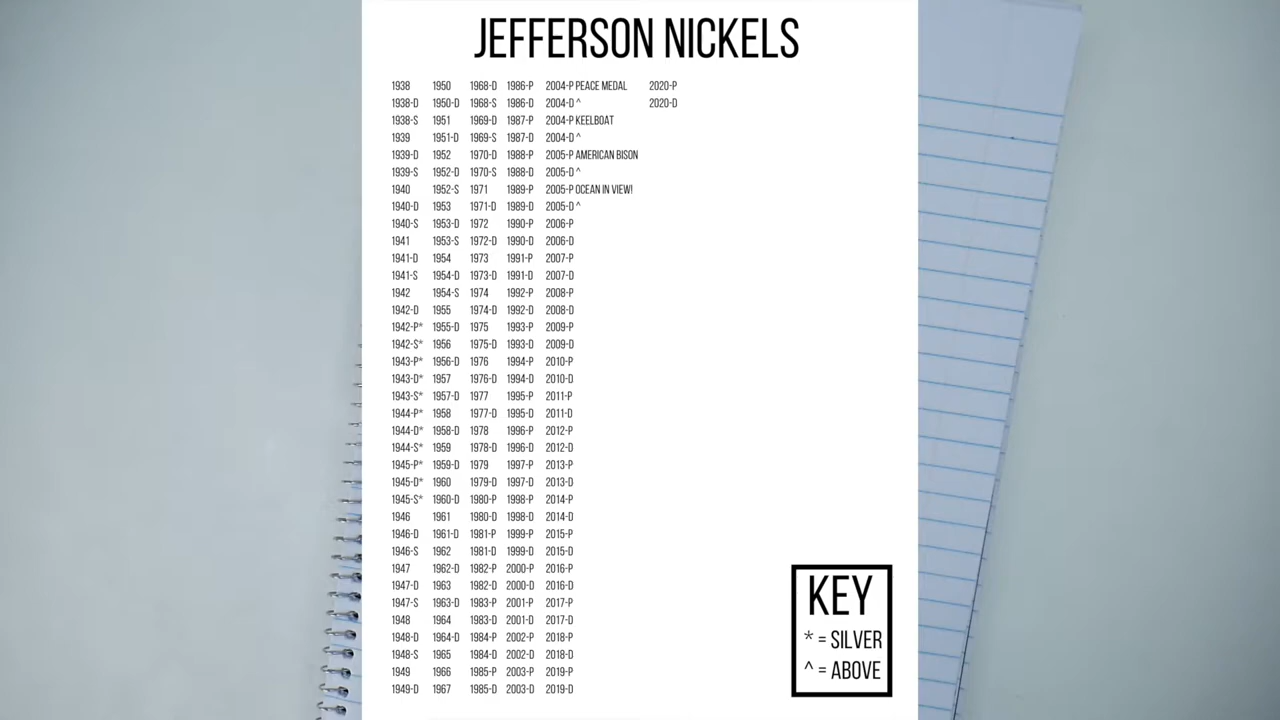 JEFFERSON NICKELS
1938 1950 1968-D 1986-P 2004-P PEACE MEDAL 2020-P
1938-D 1950-D 1968-S 1986-D 2004-D ^ 2020-D
1938-S 1951 1969-D 1987-P 2004-P KEELBOAT
1939 1951-D 1969-S 1987-D 2004-D ^
1939-D 1952 1970-D 1988-P 2005-P AMERICAN BISON
1939-S 1952-D 1970-S 1988-D 2005-D ^
1940 1952-S 1971 1989-P 2005-P OCEAN IN VIEW!
1940-D 1953 1971-D 1989-D 2005-D ^
1940-S 1953-D 1972 1990-P 2006-P
1941 1953-S 1972-D 1990-D 2006-D
1941-D 1954 1973 1991-P 2007-P
1941-S 1954-D 1973-D 1991-D 2007-D
1942 1954-S 1974 1992-P 2008-P
1942-D 1955 1974-D 1992-D 2008-D
1942-P* 1955-D 1975 1993-P 2009-P
1942-S* 1956 1975-D 1993-D 2009-D
1943-P* 1956-D 1976 1994-P 2010-P
1943-D* 1957 1976-D 1994-D 2010-D
1943-S* 1957-D 1977 1995-P 2011-P
1944-P* 1958 1977-D 1995-D 2011-D
1944-D* 1958-D 1978 1996-P 2012-P
1944-S* 1959 1978-D 1996-D 2012-D
1945-P* 1959-D 1979 1997-P 2013-P
1945-D* 1960 1979-D 1997-D 2013-D
1945-S* 1960-D 1980-P 1998-P 2014-P
1946 1961 1980-D 1998-D 2014-D
1946-D 1961-D 1981-P 1999-P 2015-P
1946-S 1962 1981-D 1999-D 2015-D
1947 1962-D 1982-P 2000-P 2016-P
1947-D 1963 1982-D 2000-D 2016-D
1947-S 1963-D 1983-P 2001-P 2017-P
1948 1964 1983-D 2001-D 2017-D
1948-D 1964-D 1984-P 2002-P 2018-P
1948-S 1965 1984-D 2002-D 2018-D
1949 1966 1985-P 2003-P 2019-P
1949-D 1967 1985-D 2003-D 2019-D
KEY
* = SILVER
^ = ABOVE